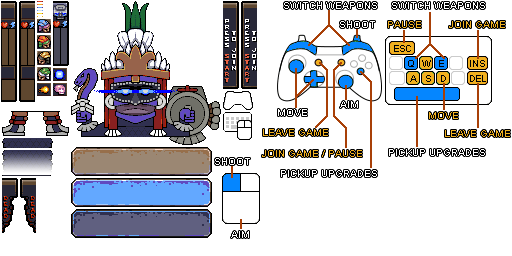 PRESS START
TO JOIN
PRESS START
TO JOIN
SWITCH WEAPONS
SHOOT
MOVE
AIM
LEAVE GAME
JOIN GAME / PAUSE
PICKUP UPGRADES
SWITCH WEAPONS
PAUSE
JOIN GAME
ESC
Q W E
INS
A S D
DEL
MOVE
LEAVE GAME
PICKUP UPGRADES
SHOOT
AIM